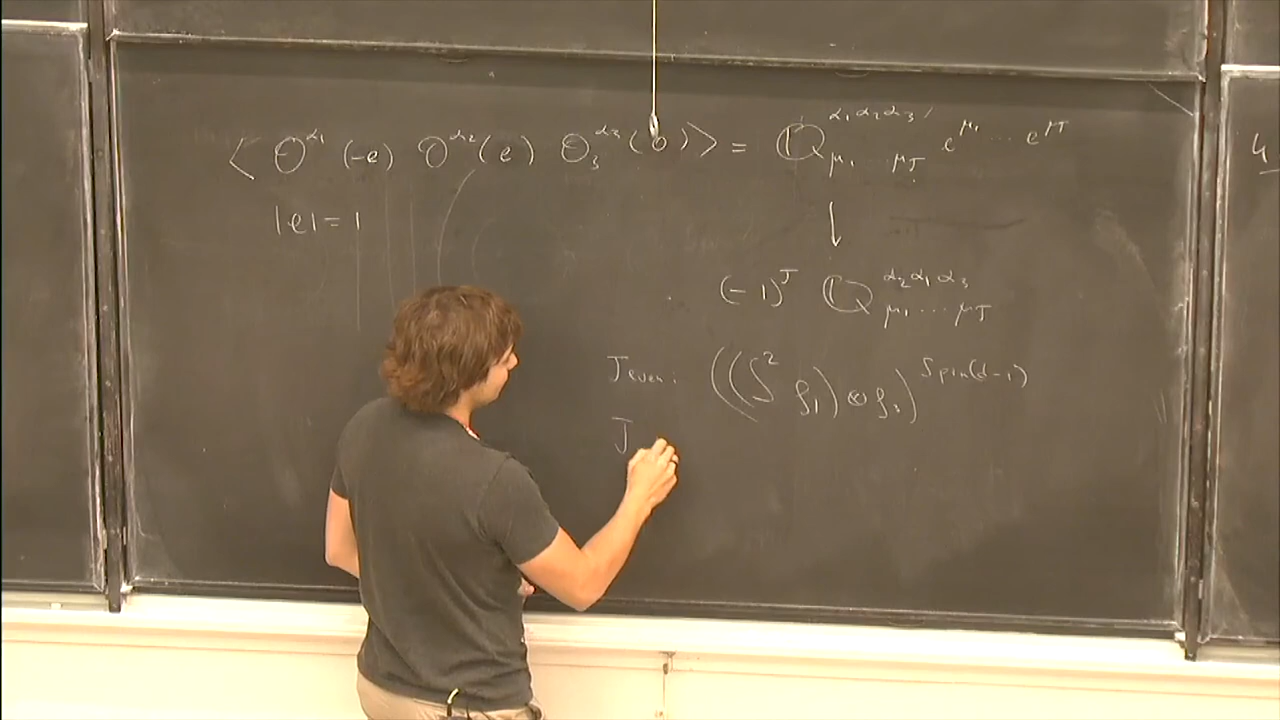 ⟨ O^{α1} (-e) O^{α2} (e) O_3^{α3} (0) ⟩ = Q^{α1 α2 α3}_{μ1 ... μJ} e^{μ1} ... e^{μJ}
|e| = 1
↓
(-1)^J Q^{α2 α1 α3}_{μ1 ... μJ}
J even: ((S^2 ρ1) ⊗ ρ3)^{Spin(d-1)}
J
4